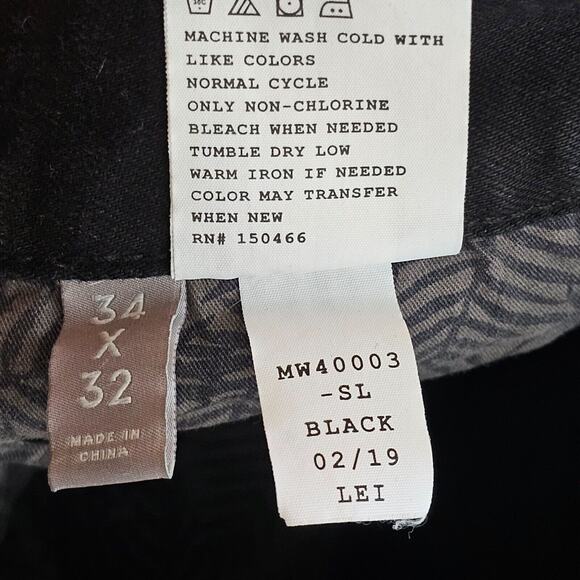 MACHINE WASH COLD WITH
LIKE COLORS
NORMAL CYCLE
ONLY NON-CHLORINE
BLEACH WHEN NEEDED
TUMBLE DRY LOW
WARM IRON IF NEEDED
COLOR MAY TRANSFER
WHEN NEW
RN# 150466
34
X
32
MADE IN
CHINA
MW40003
-SL
BLACK
02/19
LEI